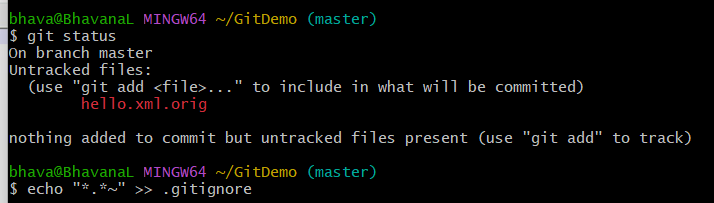 bhava@BhavanaL MINGW64 ~/GitDemo (master)
$ git status
On branch master
Untracked files:
  (use "git add <file>..." to include in what will be committed)
        hello.xml.orig

nothing added to commit but untracked files present (use "git add" to track)

bhava@BhavanaL MINGW64 ~/GitDemo (master)
$ echo "*.*~" >> .gitignore